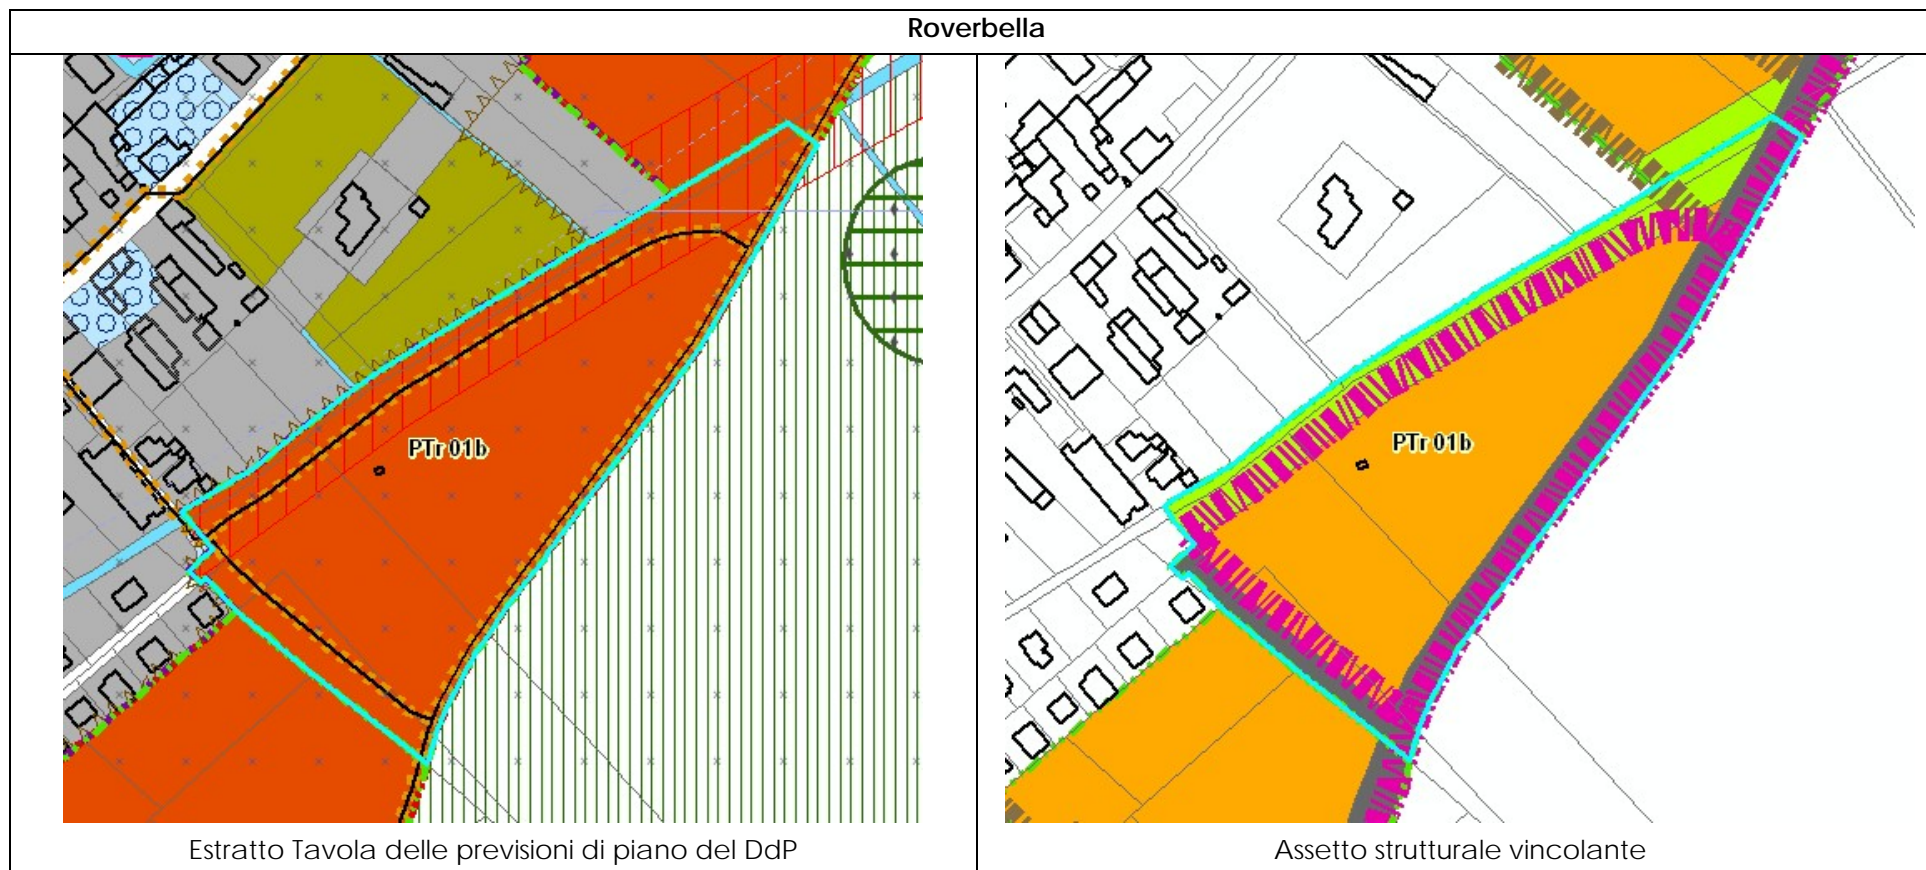 Roverbella
PTr 01b
PTr 01b
Estratto Tavola delle previsioni di piano del DdP
Assetto strutturale vincolante